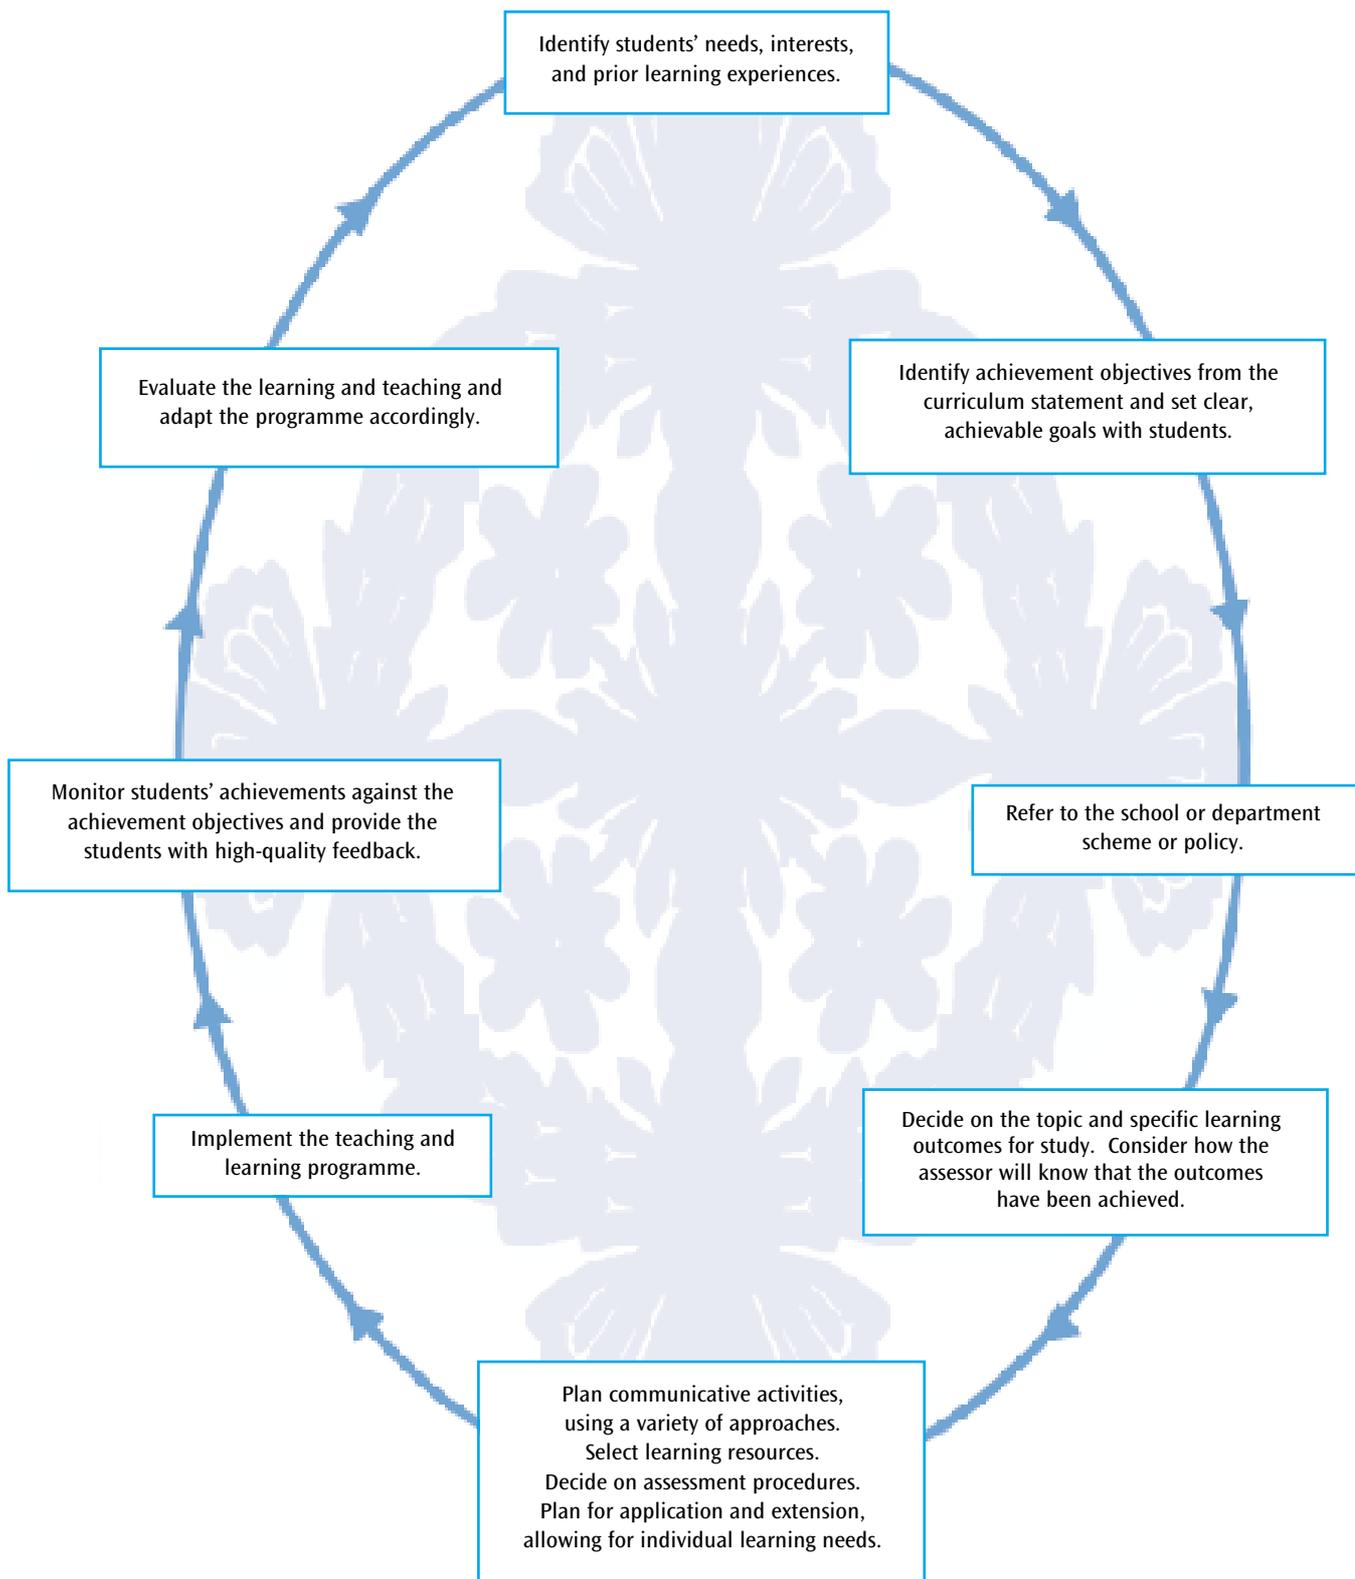 Identify students’ needs, interests,
and prior learning experiences.
Identify achievement objectives from the
curriculum statement and set clear,
achievable goals with students.
Refer to the school or department
scheme or policy.
Decide on the topic and specific learning
outcomes for study.  Consider how the
assessor will know that the outcomes
have been achieved.
Plan communicative activities,
using a variety of approaches.
Select learning resources.
Decide on assessment procedures.
Plan for application and extension,
allowing for individual learning needs.
Implement the teaching and
learning programme.
Monitor students’ achievements against the
achievement objectives and provide the
students with high-quality feedback.
Evaluate the learning and teaching and
adapt the programme accordingly.